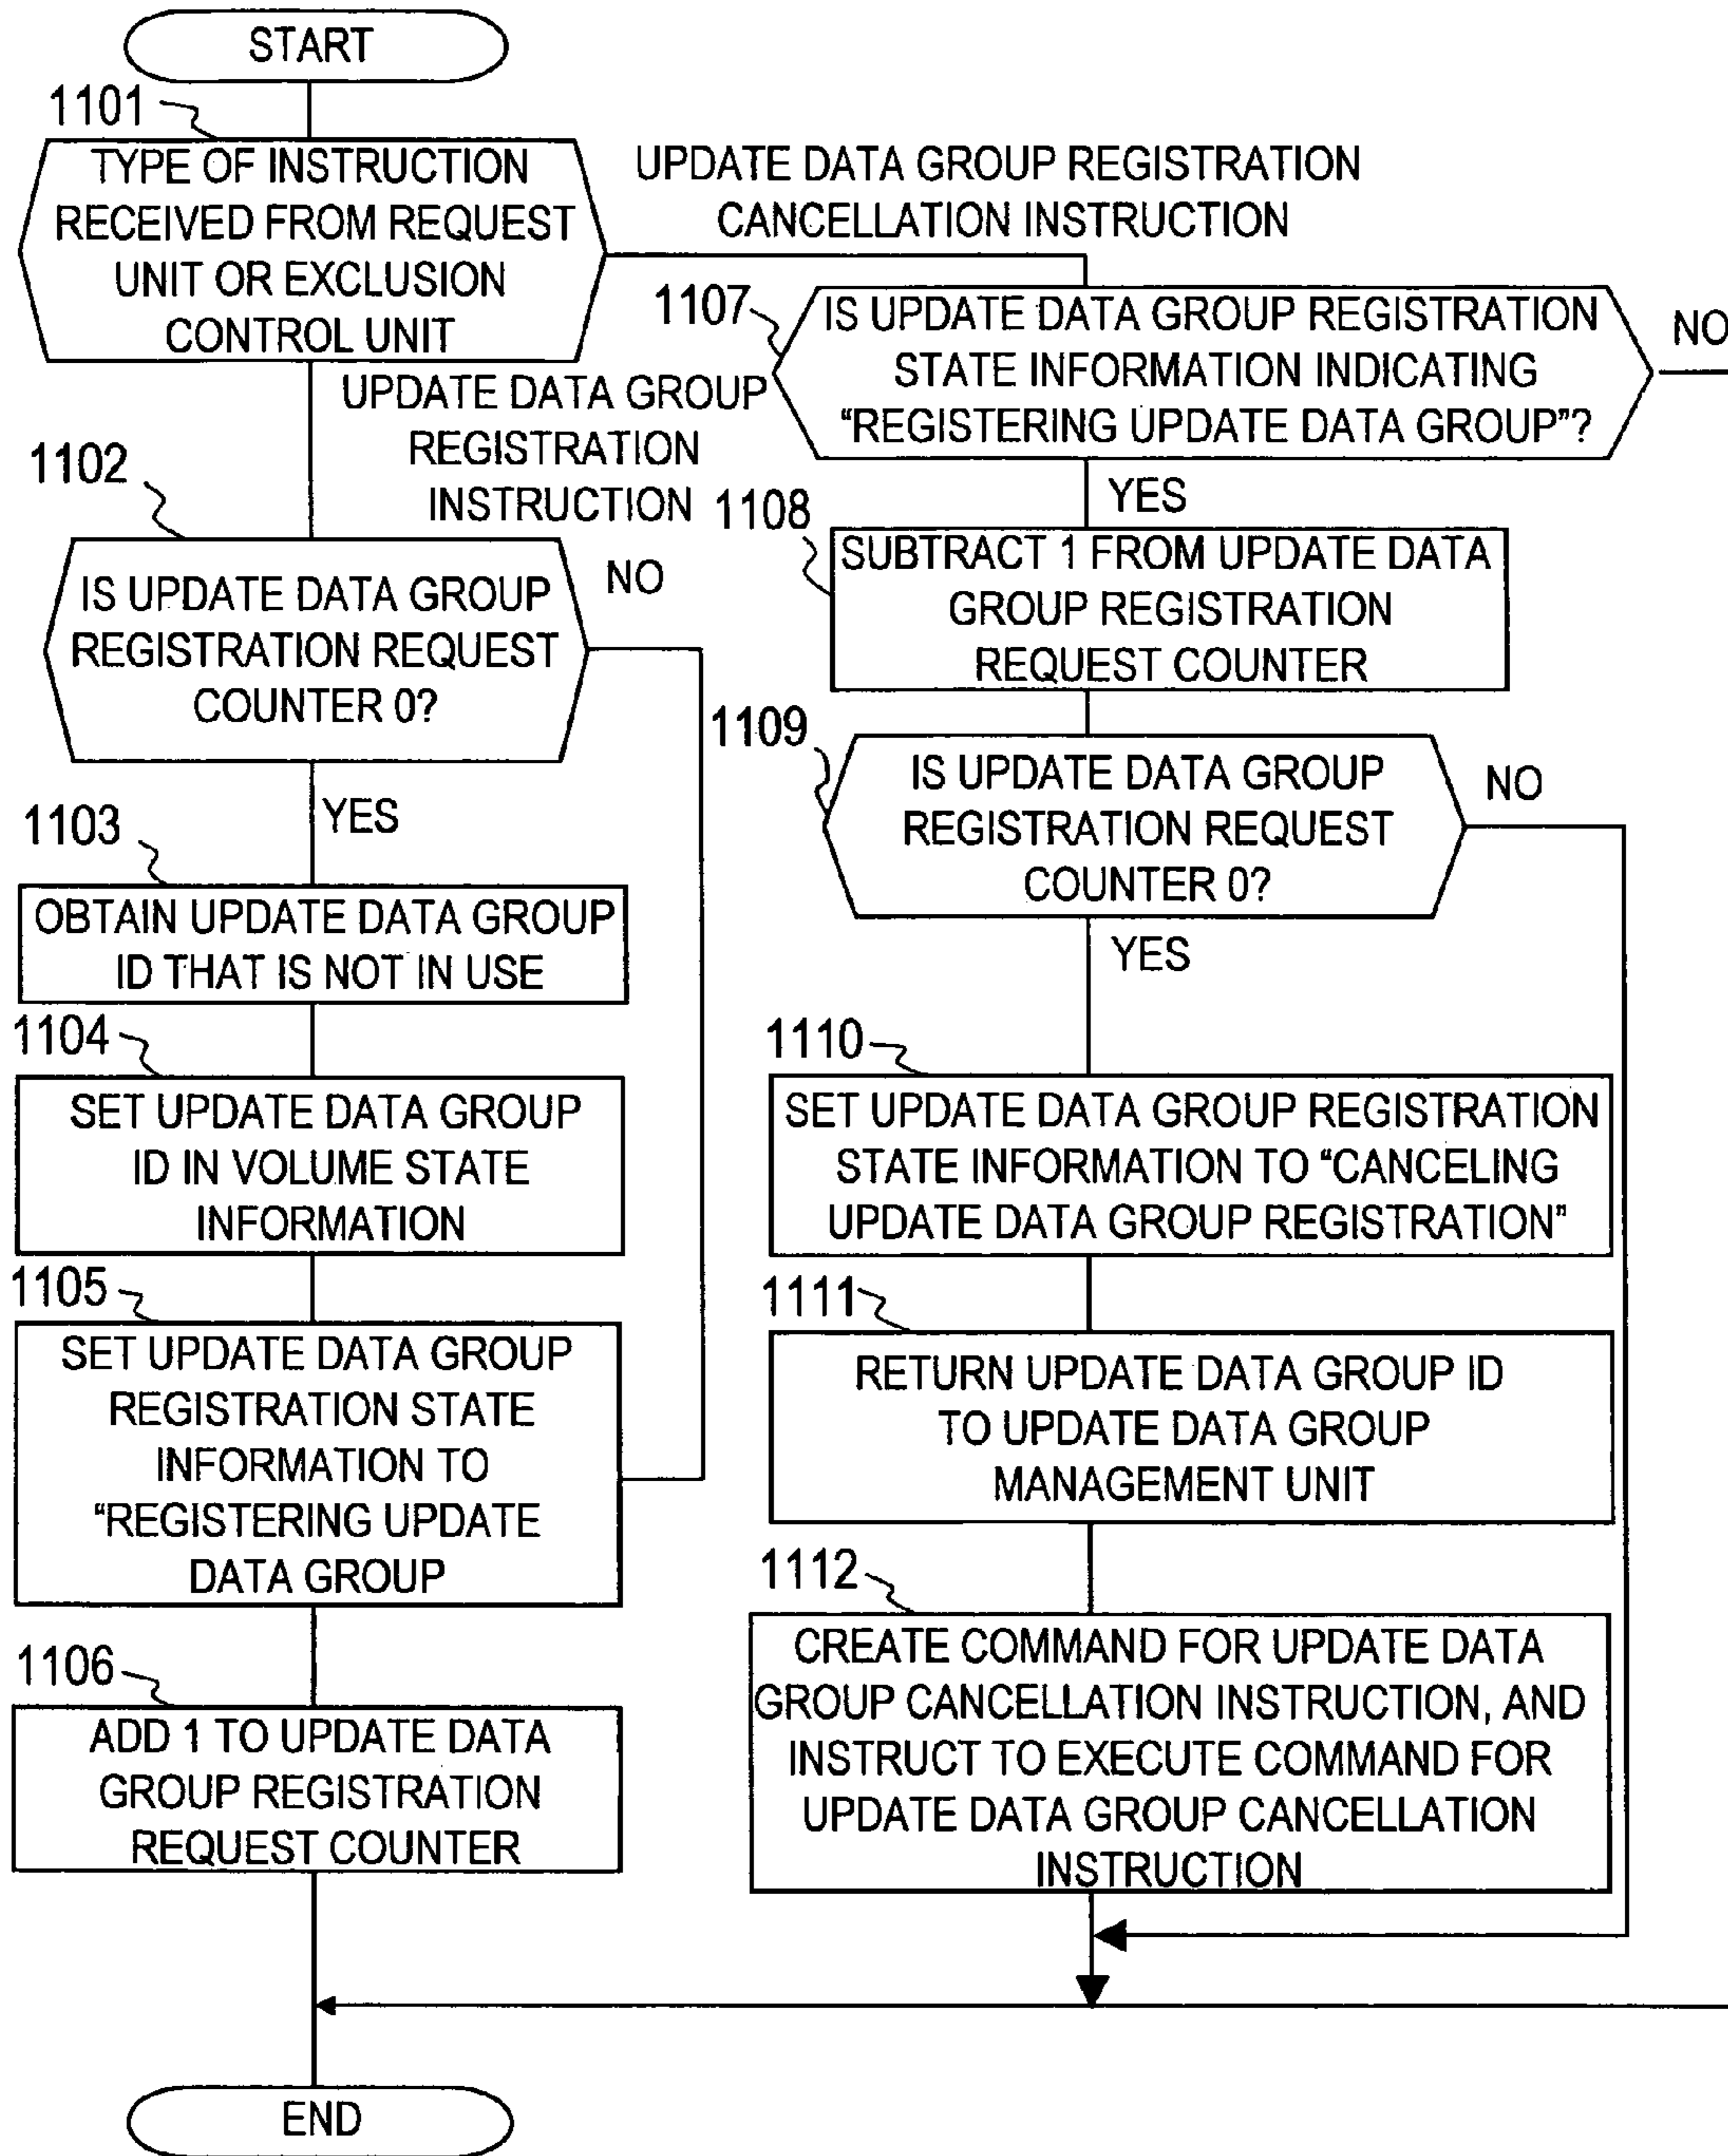 START
1101
TYPE OF INSTRUCTION
RECEIVED FROM REQUEST
UNIT OR EXCLUSION
CONTROL UNIT
UPDATE DATA GROUP REGISTRATION
CANCELLATION INSTRUCTION
UPDATE DATA GROUP
REGISTRATION
INSTRUCTION
1102
IS UPDATE DATA GROUP
REGISTRATION REQUEST
COUNTER 0?
NO
YES
1103
OBTAIN UPDATE DATA GROUP
ID THAT IS NOT IN USE
1104
SET UPDATE DATA GROUP
ID IN VOLUME STATE
INFORMATION
1105
SET UPDATE DATA GROUP
REGISTRATION STATE
INFORMATION TO
“REGISTERING UPDATE
DATA GROUP
1106
ADD 1 TO UPDATE DATA
GROUP REGISTRATION
REQUEST COUNTER
1107
IS UPDATE DATA GROUP REGISTRATION
STATE INFORMATION INDICATING
“REGISTERING UPDATE DATA GROUP”?
NO
YES
1108
SUBTRACT 1 FROM UPDATE DATA
GROUP REGISTRATION
REQUEST COUNTER
1109
IS UPDATE DATA GROUP
REGISTRATION REQUEST
COUNTER 0?
NO
YES
1110
SET UPDATE DATA GROUP REGISTRATION
STATE INFORMATION TO “CANCELING
UPDATE DATA GROUP REGISTRATION”
1111
RETURN UPDATE DATA GROUP ID
TO UPDATE DATA GROUP
MANAGEMENT UNIT
1112
CREATE COMMAND FOR UPDATE DATA
GROUP CANCELLATION INSTRUCTION, AND
INSTRUCT TO EXECUTE COMMAND FOR
UPDATE DATA GROUP CANCELLATION
INSTRUCTION
END